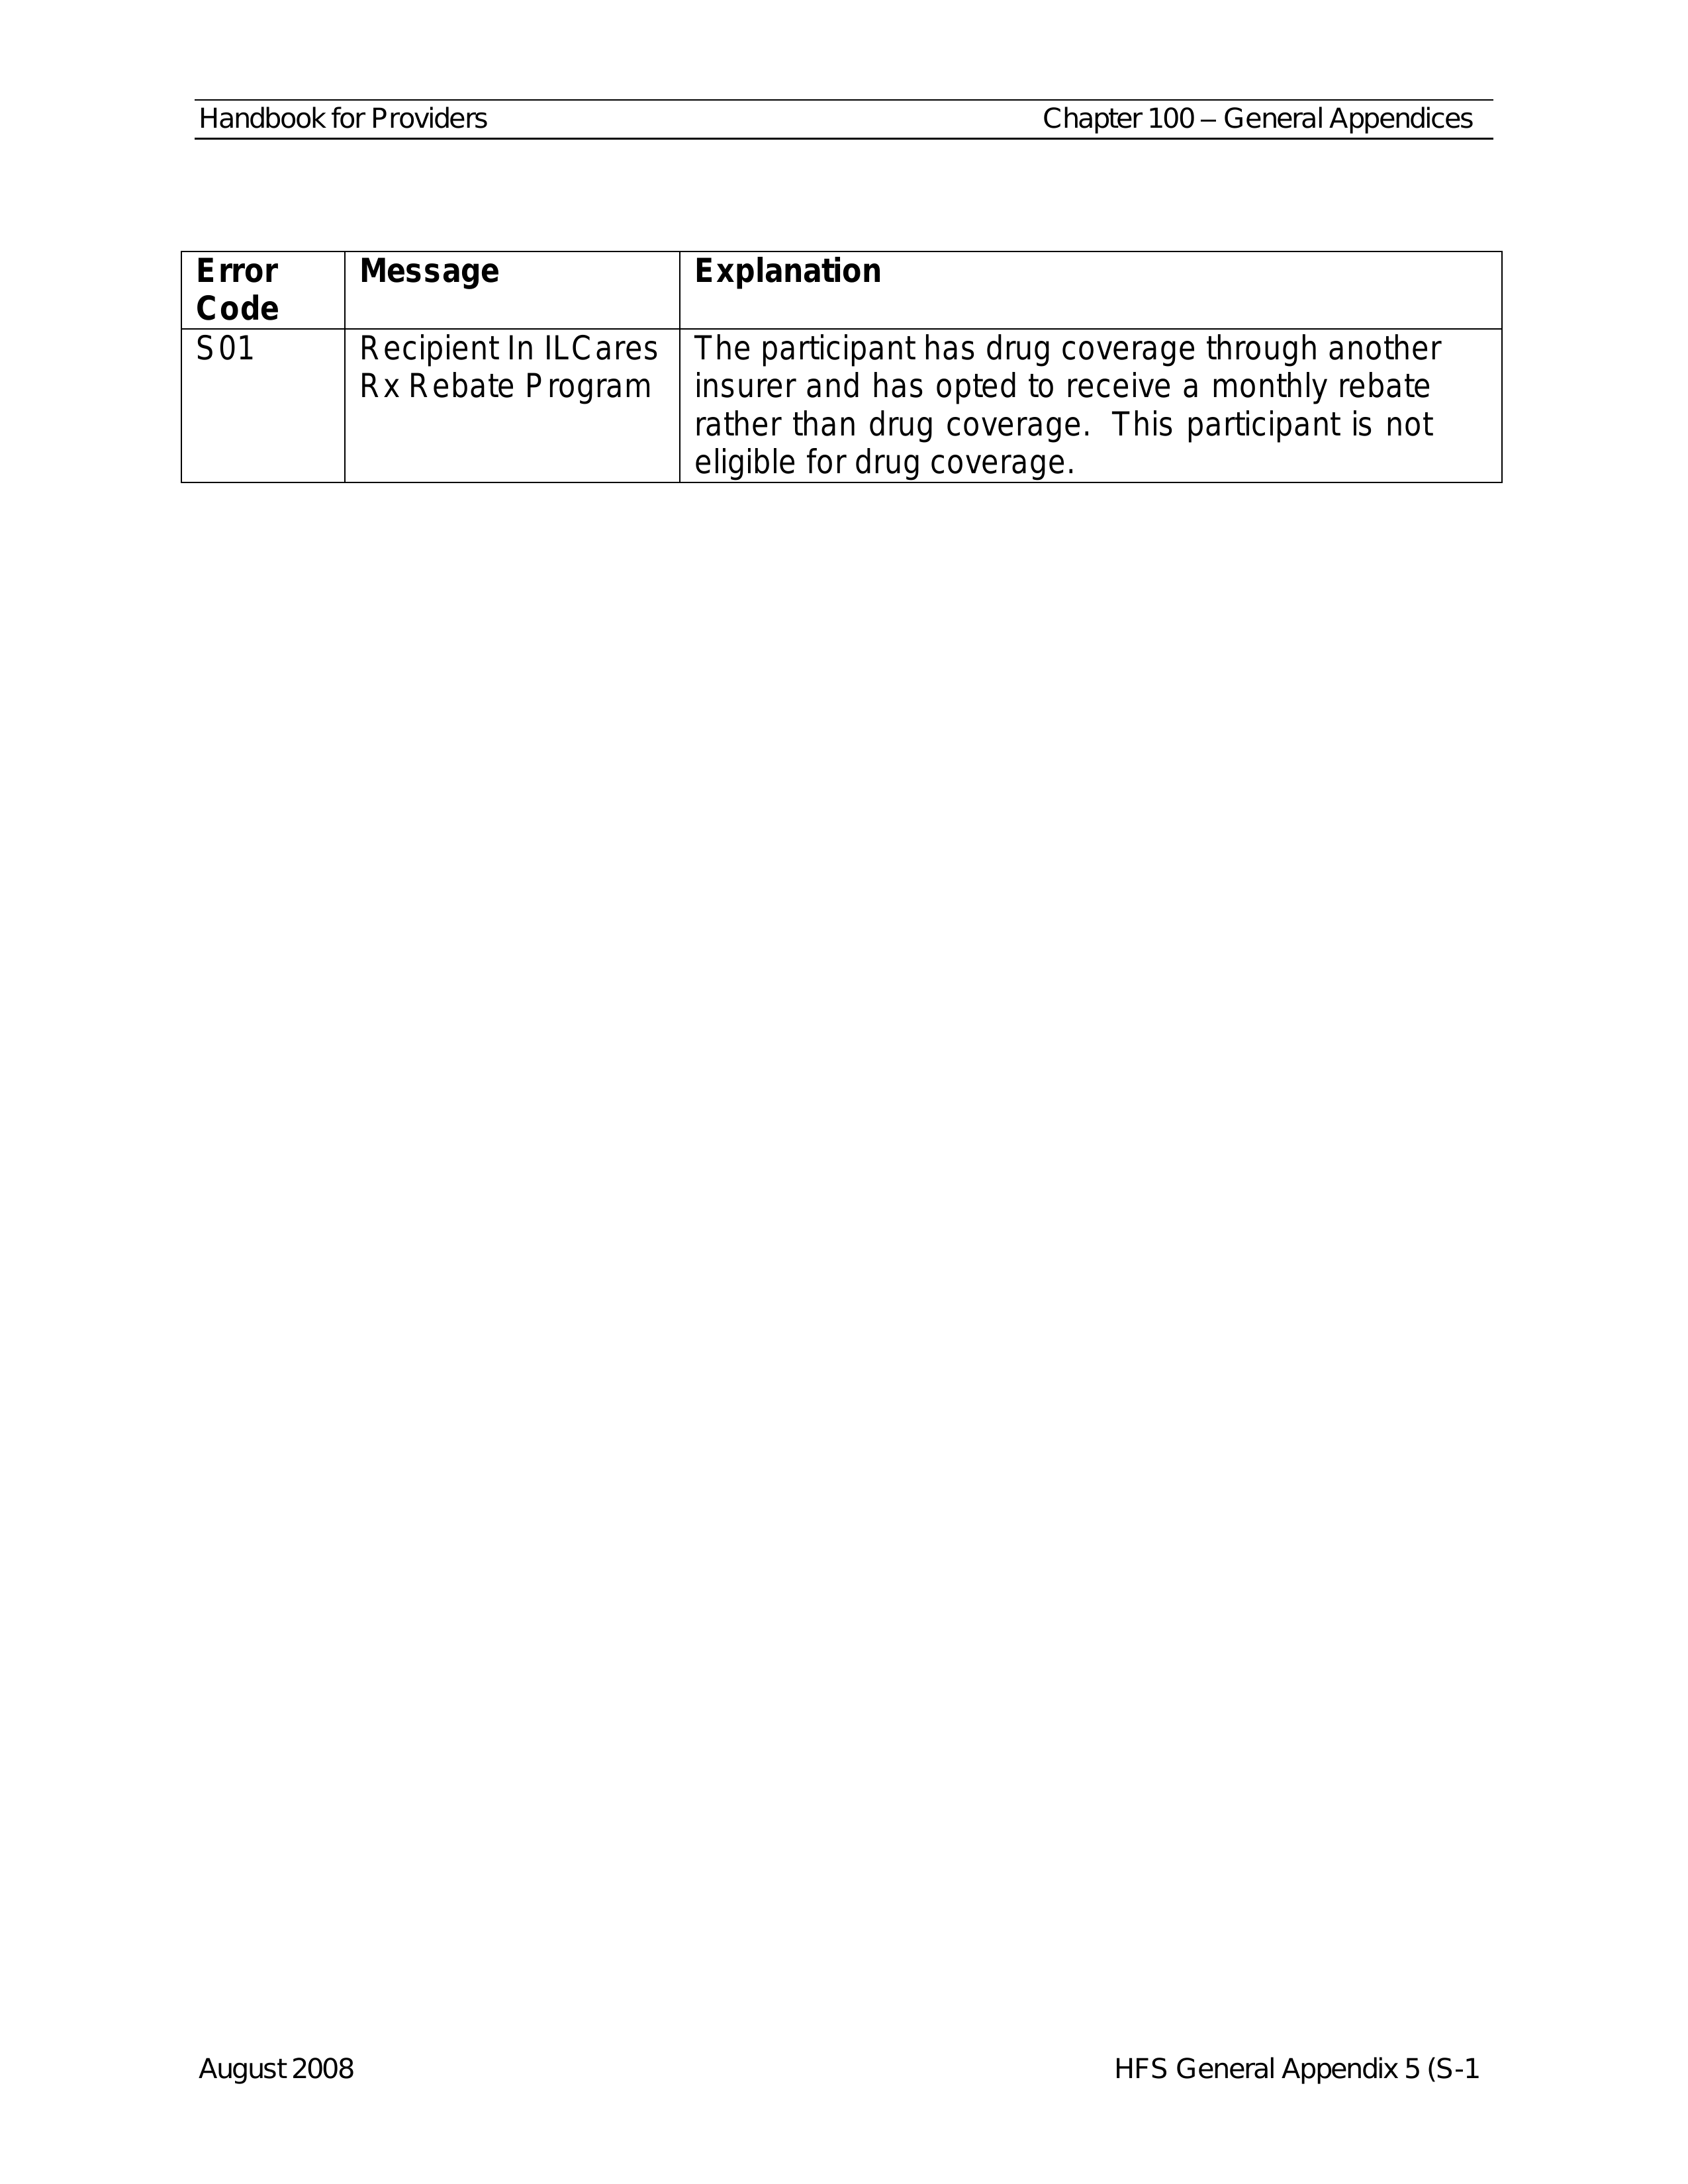 Handbook for Providers Chapter 100 – General Appendices
Error Code Message Explanation
S01 Recipient In ILCares The participant has drug coverage through another
Rx Rebate Program insurer and has opted to receive a monthly rebate
rather than drug coverage. This participant is not
eligible for drug coverage.
August 2008 HFS General Appendix 5 (S-1